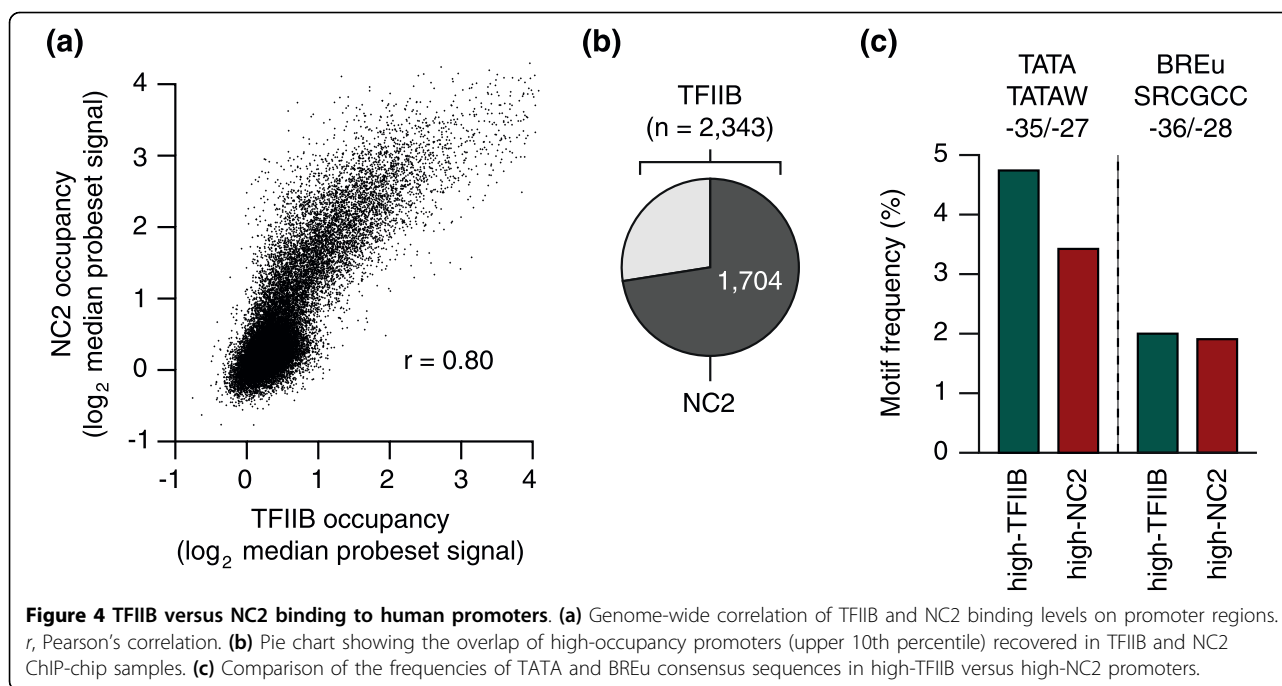 (a)
4
3
2
1
0
-1
NC2 occupancy
(log2 median probeset signal)
r = 0.80
-1 0 1 2 3 4
TFIIB occupancy
(log2 median probeset signal)
(b)
TFIIB
(n = 2,343)
1,704
NC2
(c)
TATA
TATAW
-35/-27
BREu
SRCGCC
-36/-28
Motif frequency (%)
5
4
3
2
1
0
high-TFIIB
high-NC2
high-TFIIB
high-NC2
Figure 4 TFIIB versus NC2 binding to human promoters. (a) Genome-wide correlation of TFIIB and NC2 binding levels on promoter regions.
r, Pearson's correlation. (b) Pie chart showing the overlap of high-occupancy promoters (upper 10th percentile) recovered in TFIIB and NC2
ChIP-chip samples. (c) Comparison of the frequencies of TATA and BREu consensus sequences in high-TFIIB versus high-NC2 promoters.